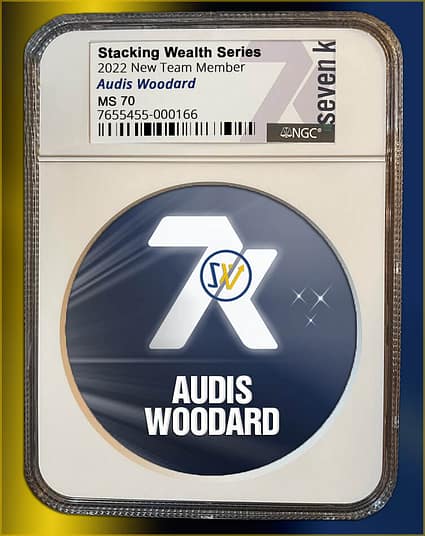 Stacking Wealth Series
2022 New Team Member
Audis Woodard
MS 70
7655455-000166
seven k
NGC®
7k
SW
AUDIS
WOODARD